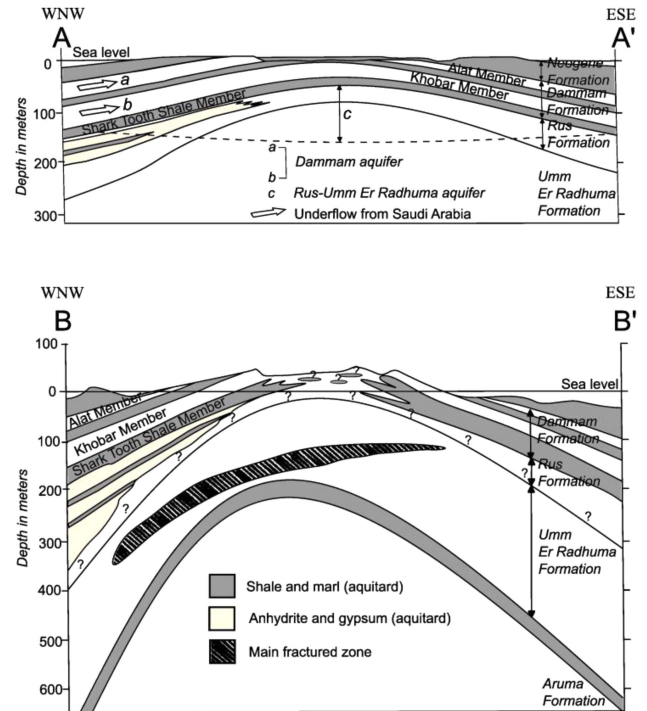 WNW
ESE
A
A'
Sea level
0
100
200
300
Depth in meters
a
b
Shark Tooth Shale Member
Alat Member
Khobar Member
c
Neogene
Formation
Dammam
Formation
Rus
Formation
Umm
Er Radhuma
Formation
a
b
Dammam aquifer
c Rus-Umm Er Radhuma aquifer
Underflow from Saudi Arabia
WNW
ESE
B
B'
100
0
100
200
300
400
500
600
Depth in meters
Sea level
Alat Member
Khobar Member
Shark Tooth Shale Member
?
?
?
?
?
?
?
?
?
?
?
?
Dammam
Formation
Rus
Formation
Umm
Er Radhuma
Formation
Shale and marl (aquitard)
Anhydrite and gypsum (aquitard)
Main fractured zone
Aruma
Formation